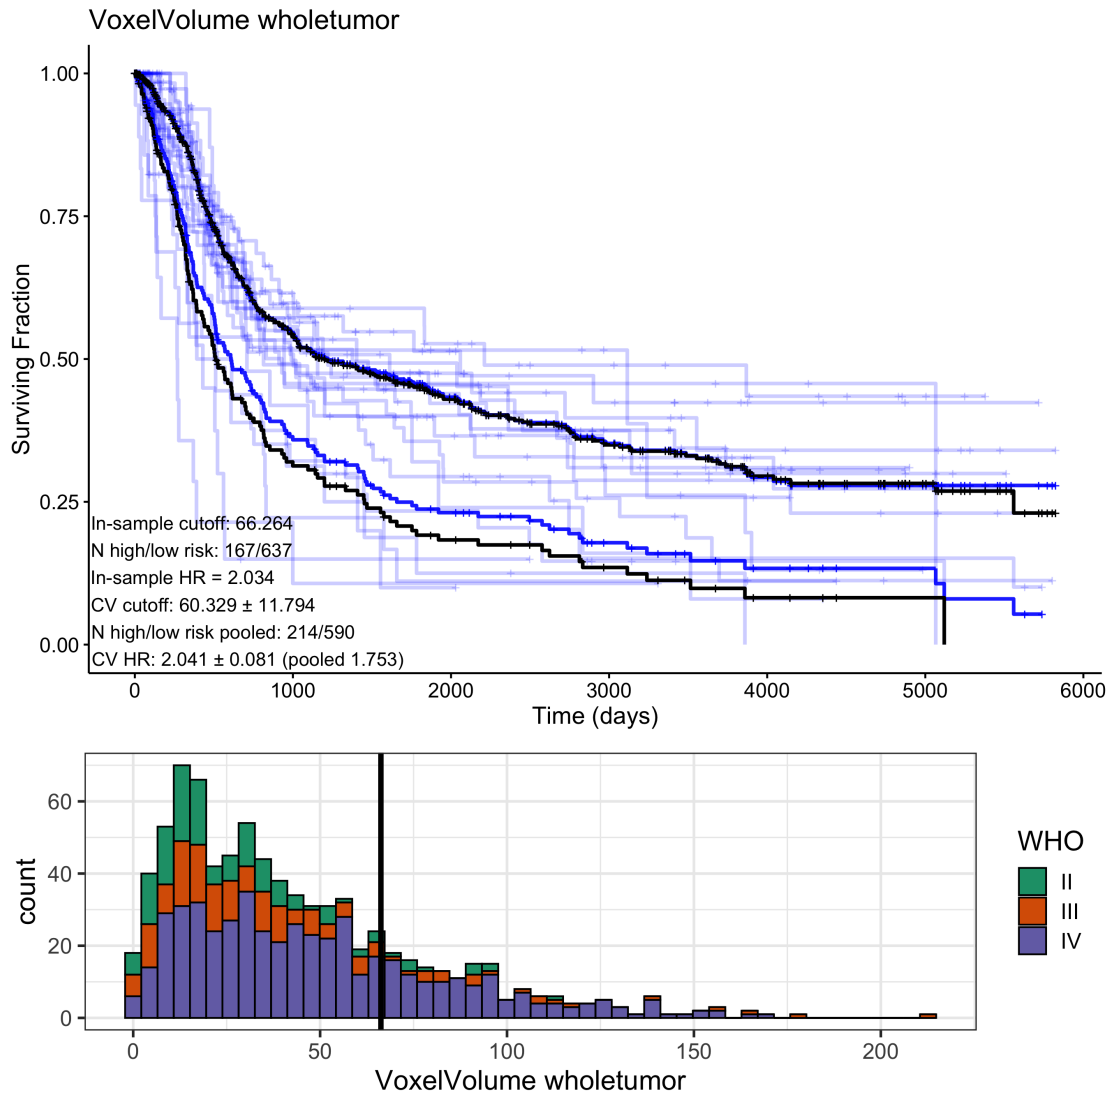 VoxelVolume wholetumor
1.00
0.75
0.50
0.25
0.00
Surviving Fraction
In-sample cutoff: 66.264
N high/low risk: 167/637
In-sample HR = 2.034
CV cutoff: 60.329 ± 11.794
N high/low risk pooled: 214/590
CV HR: 2.041 ± 0.081 (pooled 1.753)
0 1000 2000 3000 4000 5000 6000
Time (days)
60
40
20
0
count
0 50 100 150 200
VoxelVolume wholetumor
WHO
II
III
IV